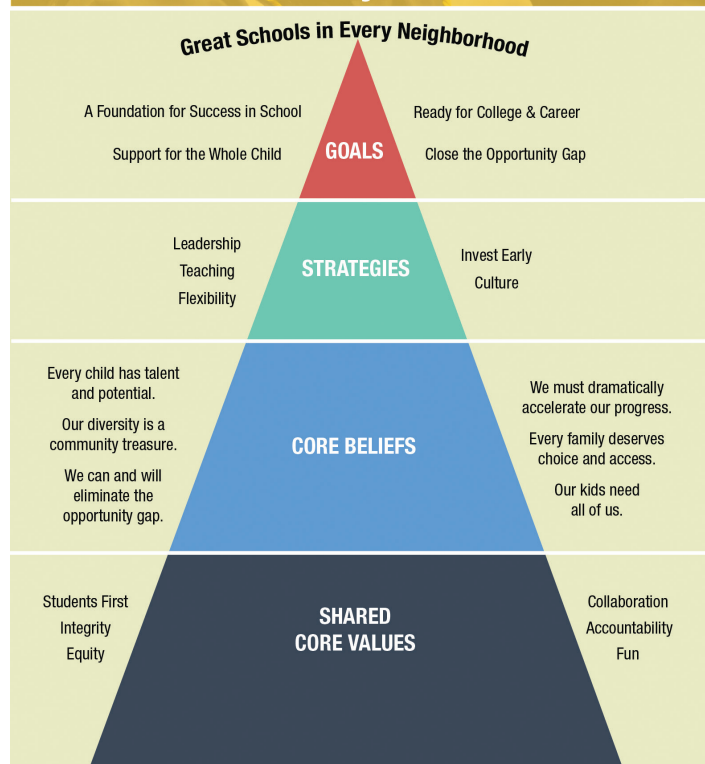 Great Schools in Every Neighborhood
A Foundation for Success in School
Support for the Whole Child
GOALS
Ready for College & Career
Close the Opportunity Gap
Leadership
Teaching
Flexibility
STRATEGIES
Invest Early
Culture
Every child has talent
and potential.
Our diversity is a
community treasure.
We can and will
eliminate the
opportunity gap.
CORE BELIEFS
We must dramatically
accelerate our progress.
Every family deserves
choice and access.
Our kids need
all of us.
Students First
Integrity
Equity
SHARED
CORE VALUES
Collaboration
Accountability
Fun